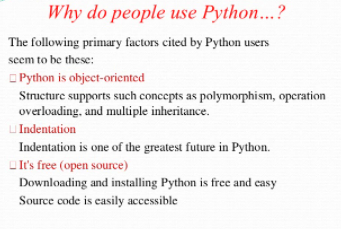 Why do people use Python…?
The following primary factors cited by Python users
seem to be these:
□ Python is object-oriented
Structure supports such concepts as polymorphism, operation
overloading, and multiple inheritance.
□ Indentation
Indentation is one of the greatest future in Python.
□ It's free (open source)
Downloading and installing Python is free and easy
Source code is easily accessible